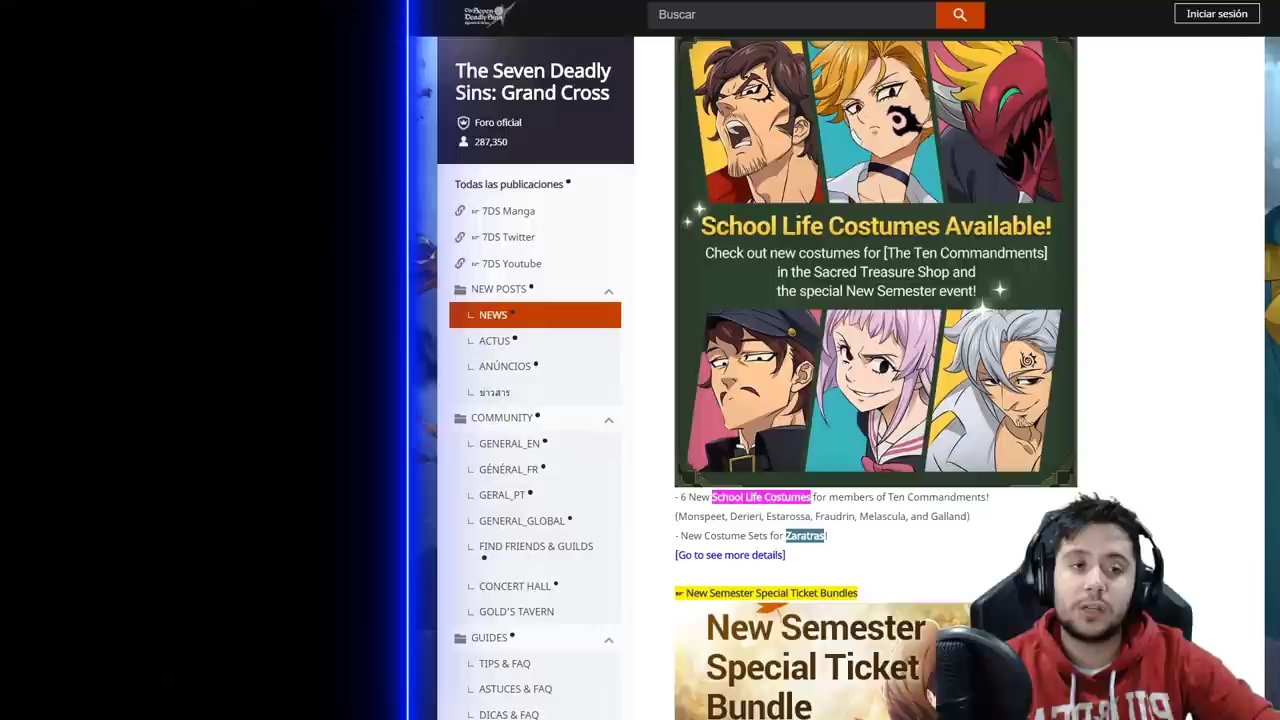 The Seven
Deadly Sins
Buscar
Iniciar sesión
The Seven Deadly
Sins: Grand Cross
Foro oficial
287,350
Todas las publicaciones
☞ 7DS Manga
☞ 7DS Twitter
☞ 7DS Youtube
NEW POSTS
NEWS
ACTUS
ANÚNCIOS
ข่าวสาร
COMMUNITY
GENERAL_EN
GÉNÉRAL_FR
GERAL_PT
GENERAL_GLOBAL
FIND FRIENDS & GUILDS
CONCERT HALL
GOLD'S TAVERN
GUIDES
TIPS & FAQ
ASTUCES & FAQ
DICAS & FAQ
School Life Costumes Available!
Check out new costumes for [The Ten Commandments]
in the Sacred Treasure Shop and
the special New Semester event!
- 6 New School Life Costumes for members of Ten Commandments!
(Monspeet, Derieri, Estarossa, Fraudrin, Melascula, and Galland)
- New Costume Sets for Zaratras!
[Go to see more details]
☞ New Semester Special Ticket Bundles
New Semester
Special Ticket
Bundle